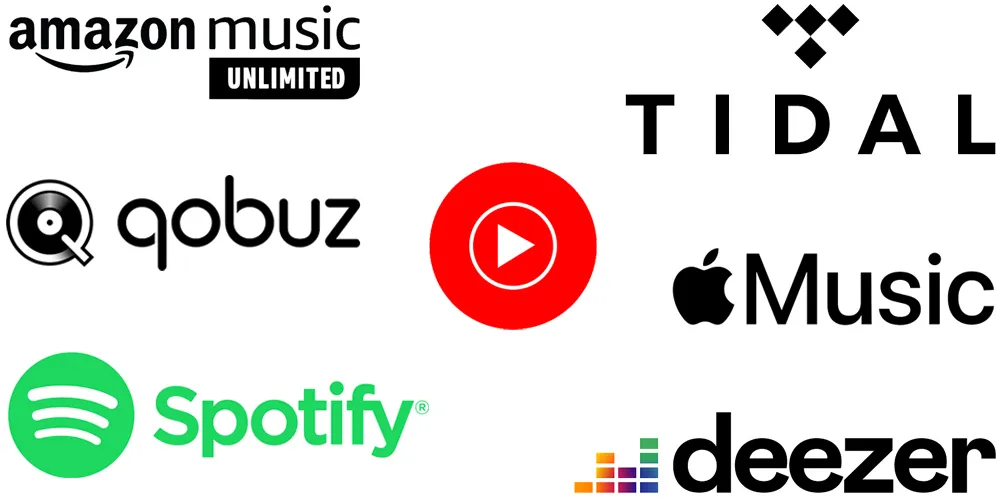 amazon music
UNLIMITED
TIDAL
qobuz
Music
Spotify®
deezer